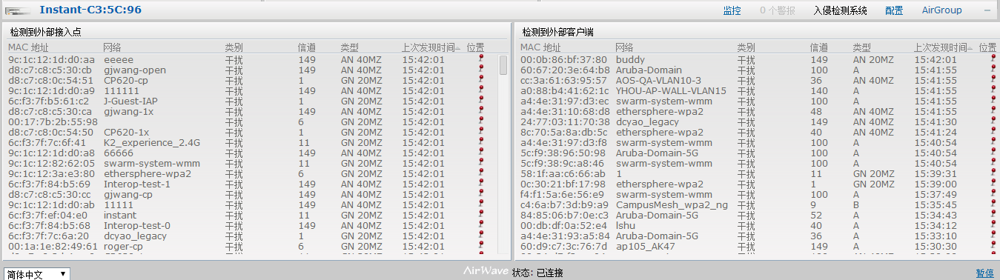 Instant-C3:5C:96 监控 0 个警报 入侵检测系统 配置 AirGroup
检测到外部接入点
MAC 地址 网络 类别 信道 类型 上次发现时间 位置
9c:1c:12:1d:d0:aa eeeee 干扰 149 AN 40MZ 15:42:01
d8:c7:c8:c5:30:cb gjwang-open 干扰 149 AN 40MZ 15:42:01
d8:c7:c8:0c:54:51 CP620-cp 干扰 1 GN 20MZ 15:42:01
9c:1c:12:1d:d0:a9 111111 干扰 149 AN 40MZ 15:42:01
6c:f3:7f:b5:61:c2 J-Guest-IAP 干扰 1 GN 20MZ 15:42:01
d8:c7:c8:c5:30:ca gjwang-1x 干扰 149 AN 40MZ 15:42:01
00:17:7b:2b:55:98 干扰 6 GN 20MZ 15:42:01
d8:c7:c8:0c:54:50 CP620-1x 干扰 6 GN 20MZ 15:42:01
6c:f3:7f:7c:6f:41 K2_experience_2.4G 干扰 11 GN 20MZ 15:42:01
9c:1c:12:1d:d0:a8 66666 干扰 149 AN 40MZ 15:42:01
9c:1c:12:82:62:05 swarm-system-wmm 干扰 11 GN 20MZ 15:42:01
9c:1c:12:3a:e3:80 ethersphere-wpa2 干扰 6 GN 20MZ 15:42:01
6c:f3:7f:84:b5:69 Interop-test-1 干扰 149 AN 40MZ 15:42:01
d8:c7:c8:c5:30:cc gjwang-cp 干扰 149 AN 40MZ 15:42:01
9c:1c:12:1d:d0:ab 11111 干扰 149 AN 40MZ 15:42:01
6c:f3:7f:ef:04:e0 instant 干扰 11 GN 20MZ 15:42:01
6c:f3:7f:84:b5:68 Interop-test-0 干扰 149 AN 40MZ 15:42:01
6c:f3:7f:7c:6a:20 dcyao_legacy 干扰 1 GN 20MZ 15:42:01
00:1a:1e:82:49:61 roger-cp 干扰 6 GN 20MZ 15:42:01
检测到外部客户端
MAC 地址 网络 类别 信道 类型 上次发现时间 位置
00:0b:86:bf:37:80 buddy 干扰 149 AN 20MZ 15:42:01
60:67:20:3e:64:b8 Aruba-Domain 干扰 100 A 15:41:55
cc:3a:61:63:95:57 AOS-QA-VLAN10-3 干扰 36 AN 40MZ 15:41:55
a0:88:b4:41:62:1c YHOU-AP-WALL-VLAN15 干扰 140 A 15:41:55
a4:4e:31:97:d3:ec swarm-system-wmm 干扰 100 A 15:41:55
a4:4e:31:10:68:d8 ethersphere-wpa2 干扰 48 AN 40MZ 15:41:55
24:77:03:11:70:38 dcyao_legacy 干扰 149 AN 40MZ 15:41:30
8c:70:5a:8a:db:5c ethersphere-wpa2 干扰 40 AN 40MZ 15:41:24
a4:4e:31:97:d3:f8 swarm-system-wmm 干扰 100 A 15:40:54
5c:f9:38:96:50:98 Aruba-Domain-5G 干扰 100 A 15:40:54
5c:f9:38:9c:a8:46 swarm-system-wmm 干扰 100 A 15:40:54
58:1f:aa:c6:66:ab 1 干扰 11 GN 20MZ 15:39:31
0c:30:21:bf:17:98 ethersphere-wpa2 干扰 1 GN 20MZ 15:39:00
f4:f1:5a:6e:56:e9 swarm-system-wmm 干扰 100 A 15:37:49
c4:6a:b7:3d:b9:a9 CampusMesh_wpa2_ng 干扰 9 B 15:35:45
84:85:06:b7:0e:c3 Aruba-Domain-5G 干扰 52 A 15:34:43
00:db:df:0a:52:e4 lshu 干扰 40 A 15:34:12
a4:4e:31:93:a5:84 Aruba-Domain-5G 干扰 36 A 15:33:10
60:d9:c7:3c:76:7d ap105_AK47 干扰 149 A 15:30:30
简体中文 AirWave 状态: 已连接 暂停